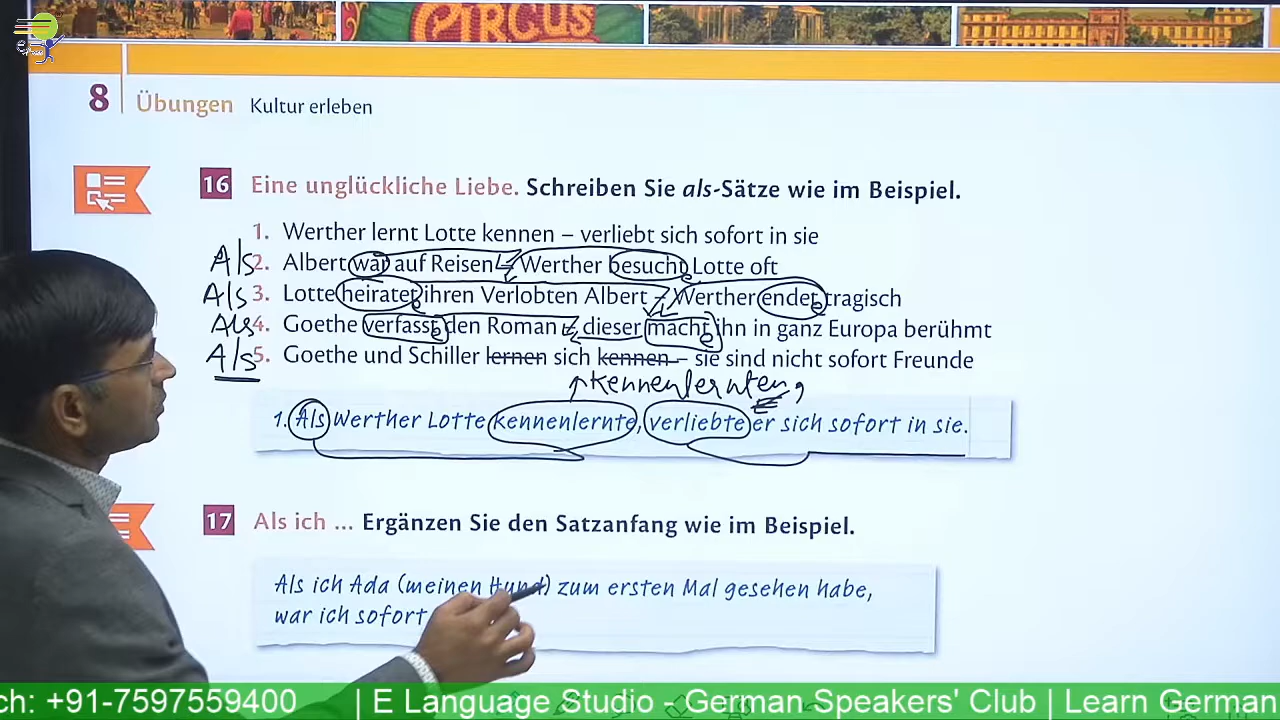 CIRCUS
8 Übungen Kultur erleben
16 Eine unglückliche Liebe. Schreiben Sie als-Sätze wie im Beispiel.
1. Werther lernt Lotte kennen – verliebt sich sofort in sie
Als 2. Albert war auf Reisen – Werther besucht Lotte oft
Als 3. Lotte heiratet ihren Verlobten Albert – Werther endet tragisch
Als 4. Goethe verfasst den Roman – dieser macht ihn in ganz Europa berühmt
Als 5. Goethe und Schiller lernen sich kennen – sie sind nicht sofort Freunde
kennenlernten,
1. Als Werther Lotte kennenlernte, verliebte er sich sofort in sie.
17 Als ich ... Ergänzen Sie den Satzanfang wie im Beispiel.
Als ich Ada (meinen Hund) zum ersten Mal gesehen habe,
war ich sofort
ch: +91-7597559400 | E Language Studio - German Speakers' Club | Learn German